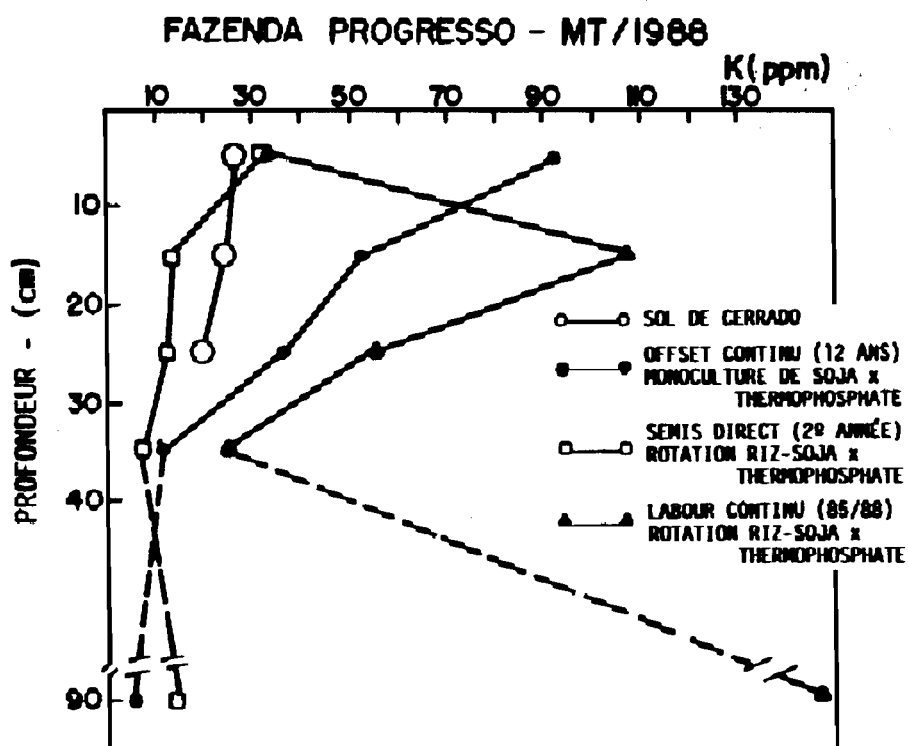 FAZENDA PROGRESSO - MT/1988
K(ppm)
10 30 50 70 90 110 130
PROFONDEUR - (cm)
10
20
30
40
90
SOL DE CERRADO
OFFSET CONTINU (12 ANS)
MONOCULTURE DE SOJA x
THERMOPHOSPHATE
SEMIS DIRECT (2º ANNÉE)
ROTATION RIZ-SOJA x
THERMOPHOSPHATE
LABOUR CONTINU (85/88)
ROTATION RIZ-SOJA x
THERMOPHOSPHATE